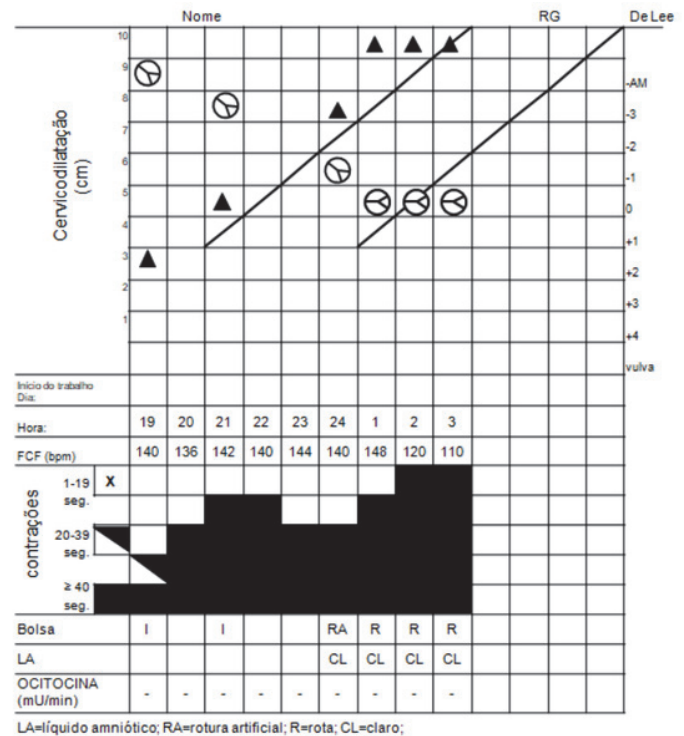 Nome RG De Lee
Cervicodilatação
(cm)
10
9
8
7
6
5
4
3
2
1
-AM
-3
-2
-1
0
+1
+2
+3
+4
vulva
Início do trabalho
Dia:
Hora: 19 20 21 22 23 24 1 2 3
FCF (bpm) 140 136 142 140 144 140 148 120 110
contrações
1-19 X
seg.
20-39
seg.
≥ 40
seg.
Bolsa I I RA R R R
LA CL CL CL CL
OCITOCINA
(mU/min) - - - - - - - - -
LA=líquido amniótico; RA=rotura artificial; R=rota; CL=claro;